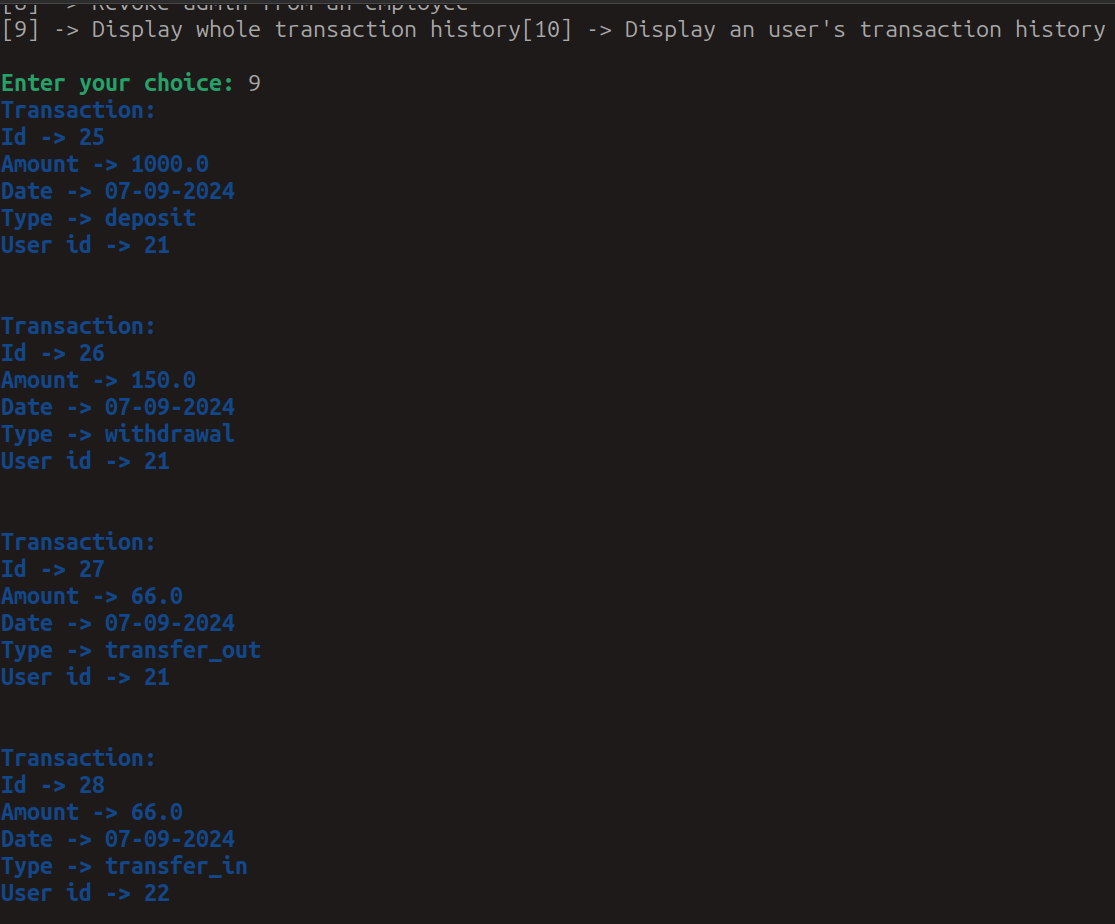 [8] -> Revoke admin from an employee
[9] -> Display whole transaction history[10] -> Display an user's transaction history
Enter your choice: 9
Transaction:
Id -> 25
Amount -> 1000.0
Date -> 07-09-2024
Type -> deposit
User id -> 21
Transaction:
Id -> 26
Amount -> 150.0
Date -> 07-09-2024
Type -> withdrawal
User id -> 21
Transaction:
Id -> 27
Amount -> 66.0
Date -> 07-09-2024
Type -> transfer_out
User id -> 21
Transaction:
Id -> 28
Amount -> 66.0
Date -> 07-09-2024
Type -> transfer_in
User id -> 22